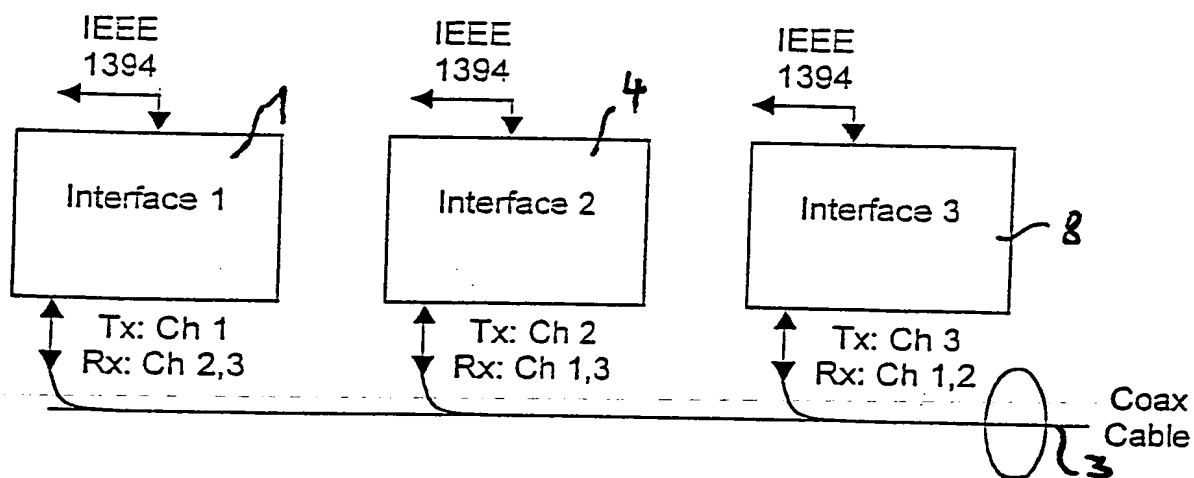 IEEE
1394
IEEE
1394
IEEE
1394
1
4
Interface 1
Interface 2
Interface 3
8
Tx: Ch 1
Rx: Ch 2,3
Tx: Ch 2
Rx: Ch 1,3
Tx: Ch 3
Rx: Ch 1,2
Coax
Cable
3